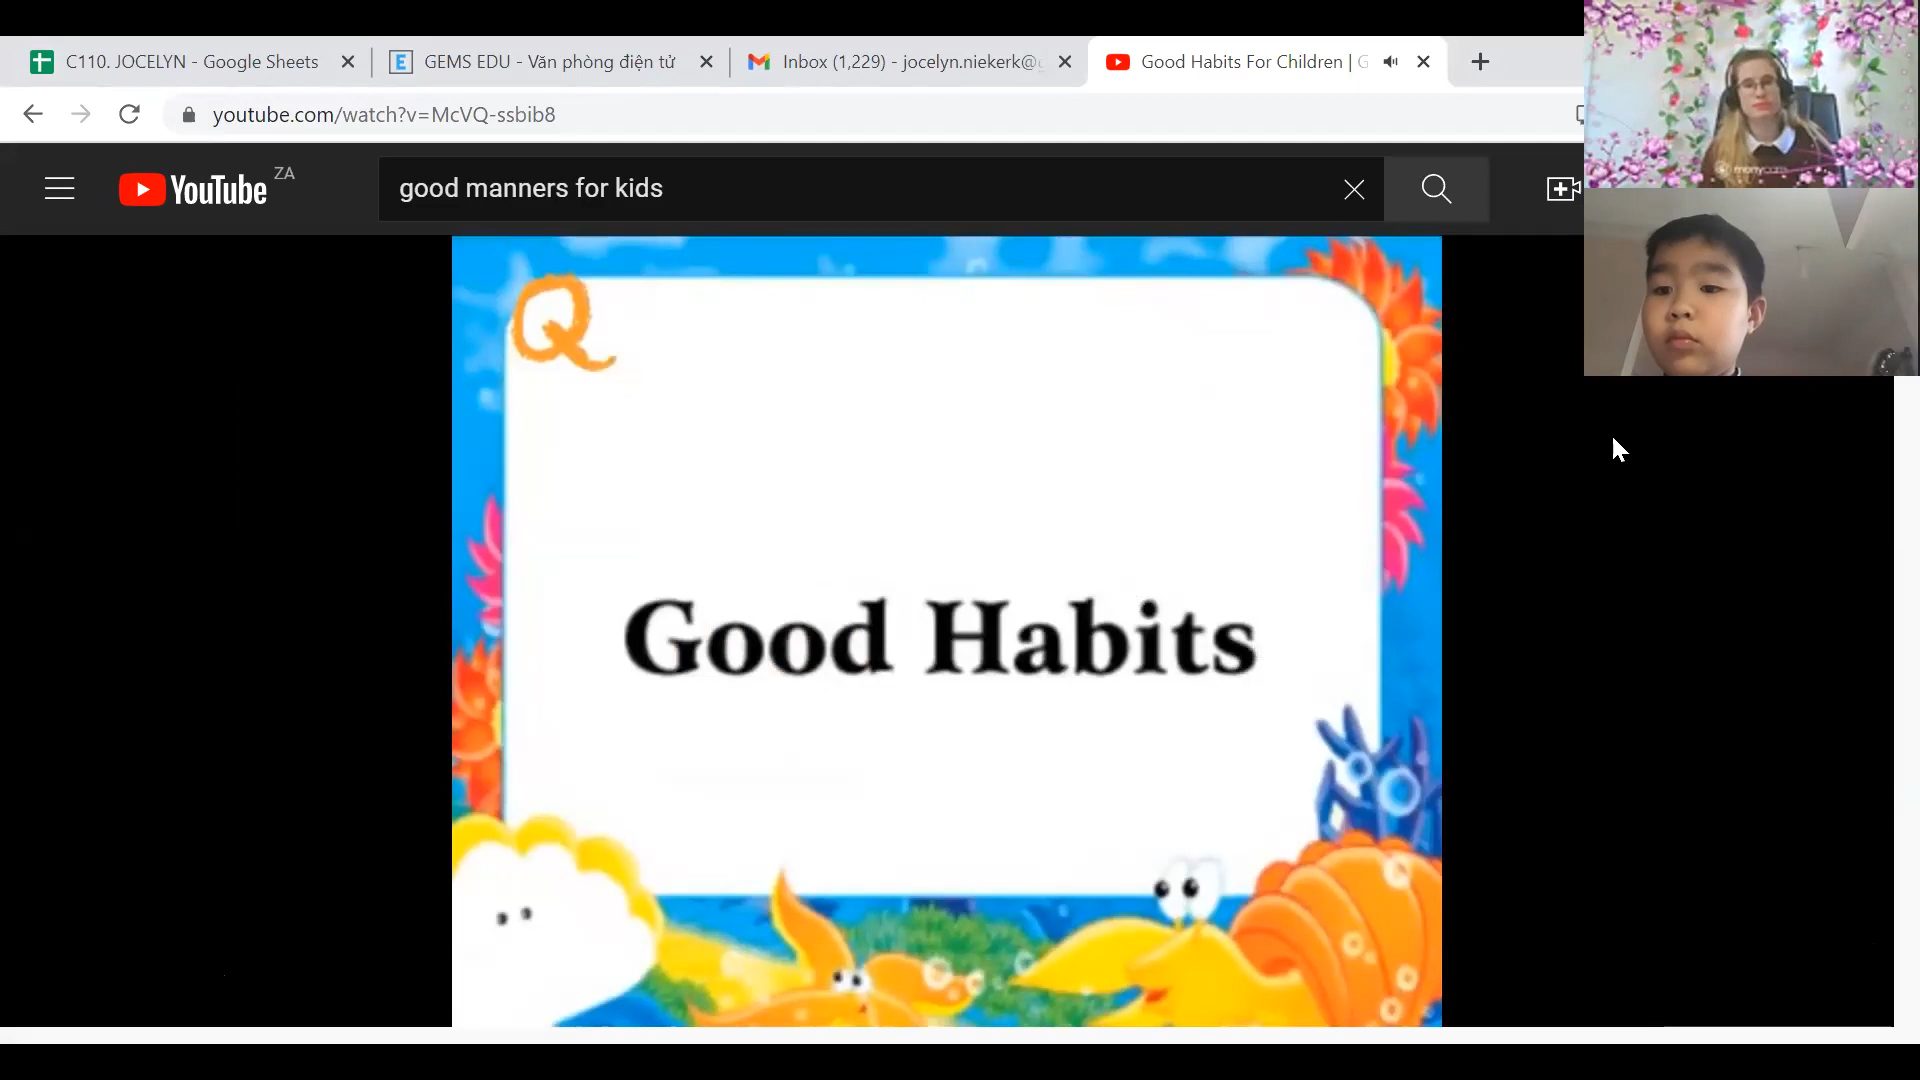 C110. JOCELYN - Google Sheets
GEMS EDU - Văn phòng điện tử
Inbox (1,229) - jocelyn.niekerk@
Good Habits For Children |
youtube.com/watch?v=McVQ-ssbib8
YouTube ZA
good manners for kids
Q
Good Habits